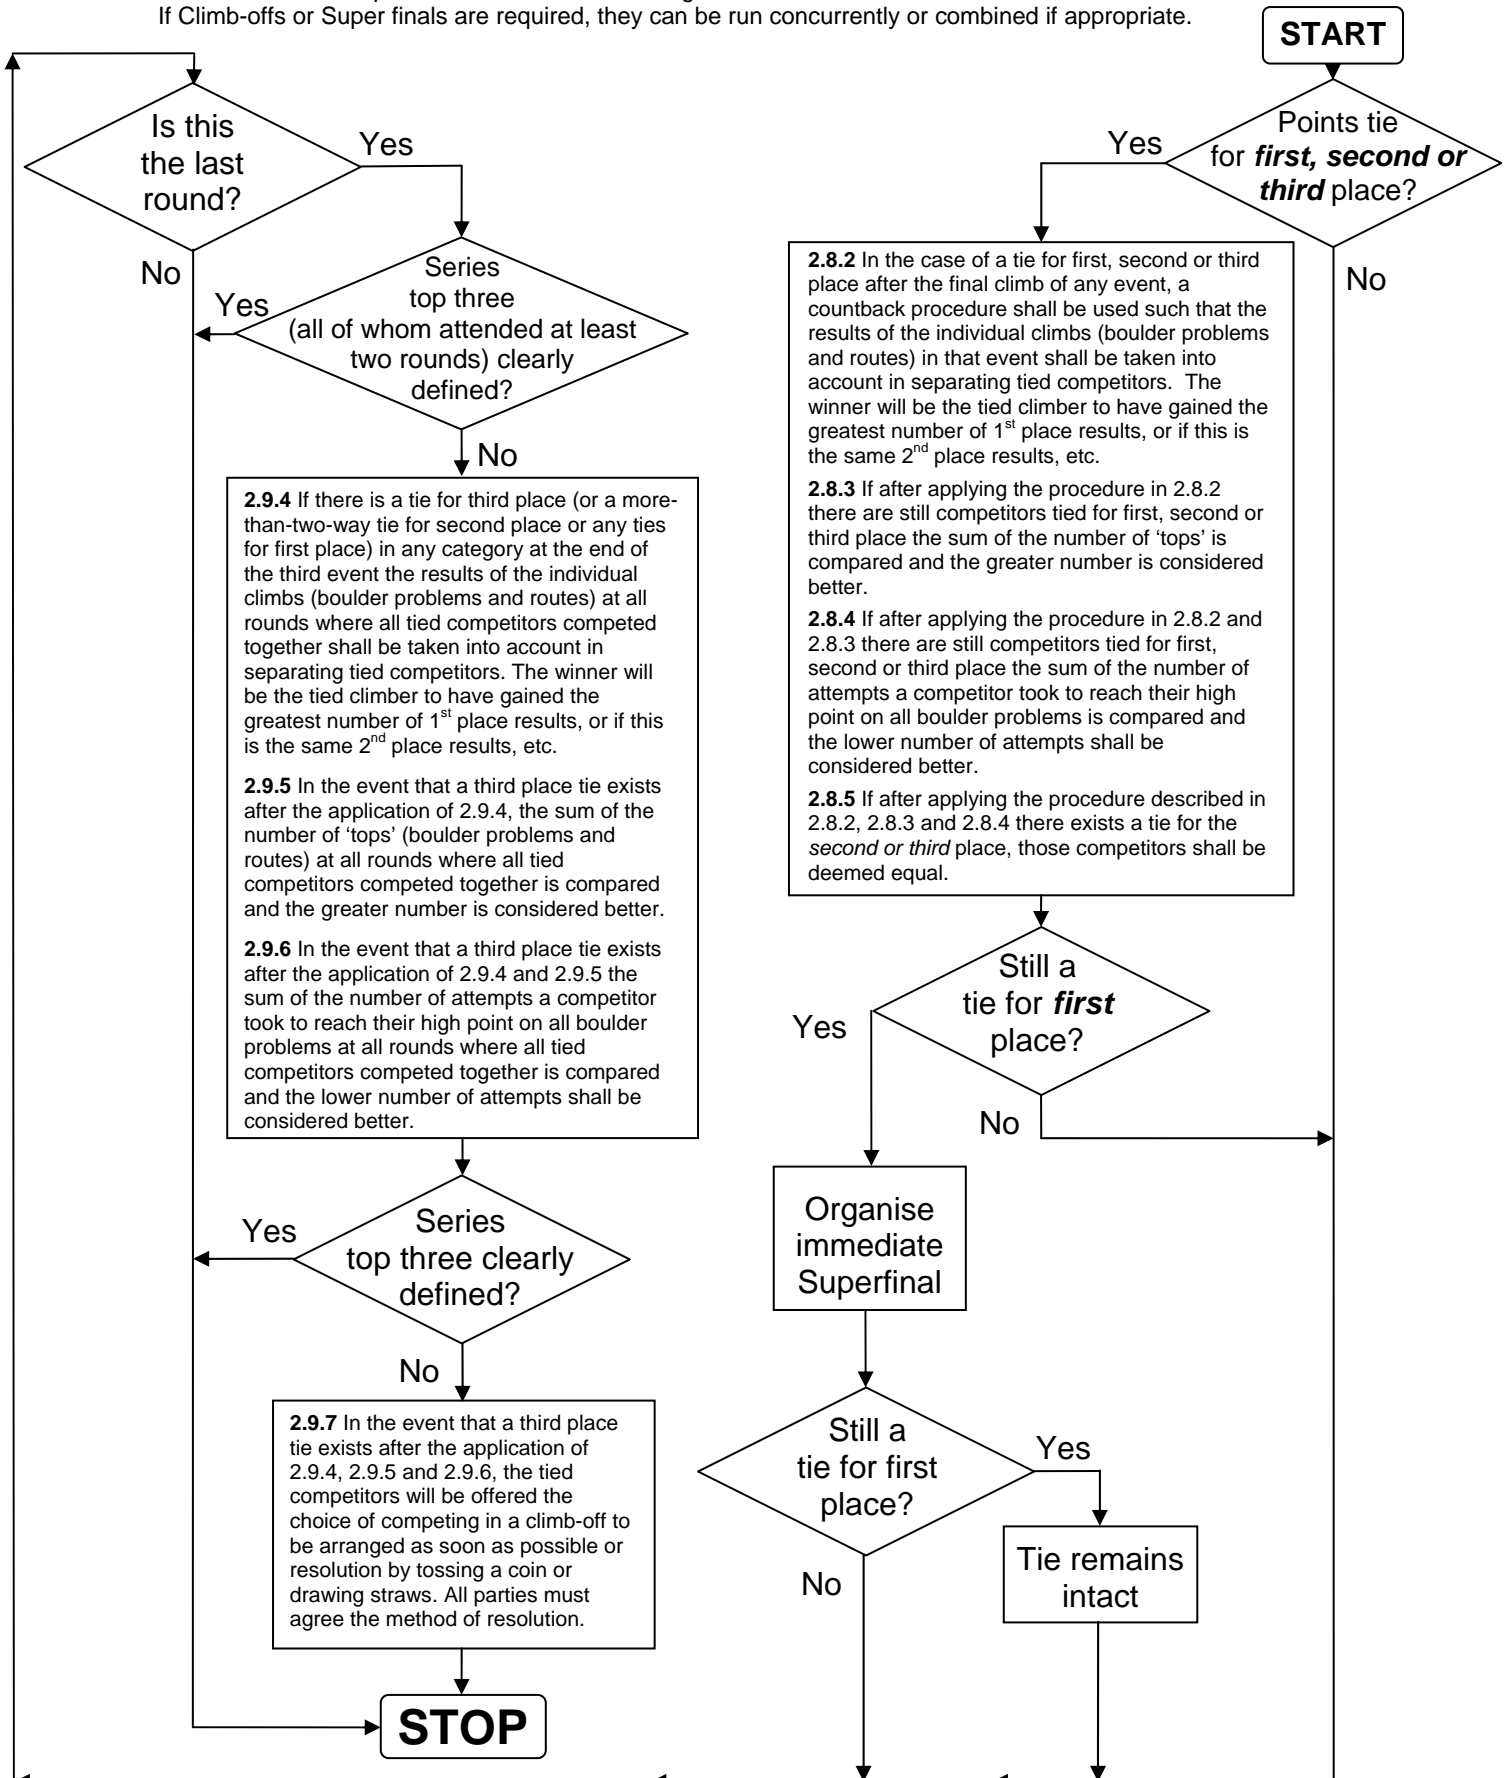 If Climb-offs or Super finals are required, they can be run concurrently or combined if appropriate.
START
Points tie
for first, second or
third place?
Yes
No
2.8.2 In the case of a tie for first, second or third
place after the final climb of any event, a
countback procedure shall be used such that the
results of the individual climbs (boulder problems
and routes) in that event shall be taken into
account in separating tied competitors. The
winner will be the tied climber to have gained the
greatest number of 1st place results, or if this is
the same 2nd place results, etc.
2.8.3 If after applying the procedure in 2.8.2
there are still competitors tied for first, second or
third place the sum of the number of ‘tops’ is
compared and the greater number is considered
better.
2.8.4 If after applying the procedure in 2.8.2 and
2.8.3 there are still competitors tied for first,
second or third place the sum of the number of
attempts a competitor took to reach their high
point on all boulder problems is compared and
the lower number of attempts shall be
considered better.
2.8.5 If after applying the procedure described in
2.8.2, 2.8.3 and 2.8.4 there exists a tie for the
second or third place, those competitors shall be
deemed equal.
Still a
tie for first
place?
Yes
No
Organise
immediate
Superfinal
Still a
tie for first
place?
Yes
No
Tie remains
intact
Is this
the last
round?
Yes
No
Series
top three
(all of whom attended at least
two rounds) clearly
defined?
Yes
No
2.9.4 If there is a tie for third place (or a more-
than-two-way tie for second place or any ties
for first place) in any category at the end of
the third event the results of the individual
climbs (boulder problems and routes) at all
rounds where all tied competitors competed
together shall be taken into account in
separating tied competitors. The winner will
be the tied climber to have gained the
greatest number of 1st place results, or if this
is the same 2nd place results, etc.
2.9.5 In the event that a third place tie exists
after the application of 2.9.4, the sum of the
number of ‘tops’ (boulder problems and
routes) at all rounds where all tied
competitors competed together is compared
and the greater number is considered better.
2.9.6 In the event that a third place tie exists
after the application of 2.9.4 and 2.9.5 the
sum of the number of attempts a competitor
took to reach their high point on all boulder
problems at all rounds where all tied
competitors competed together is compared
and the lower number of attempts shall be
considered better.
Series
top three clearly
defined?
Yes
No
2.9.7 In the event that a third place
tie exists after the application of
2.9.4, 2.9.5 and 2.9.6, the tied
competitors will be offered the
choice of competing in a climb-off to
be arranged as soon as possible or
resolution by tossing a coin or
drawing straws. All parties must
agree the method of resolution.
STOP